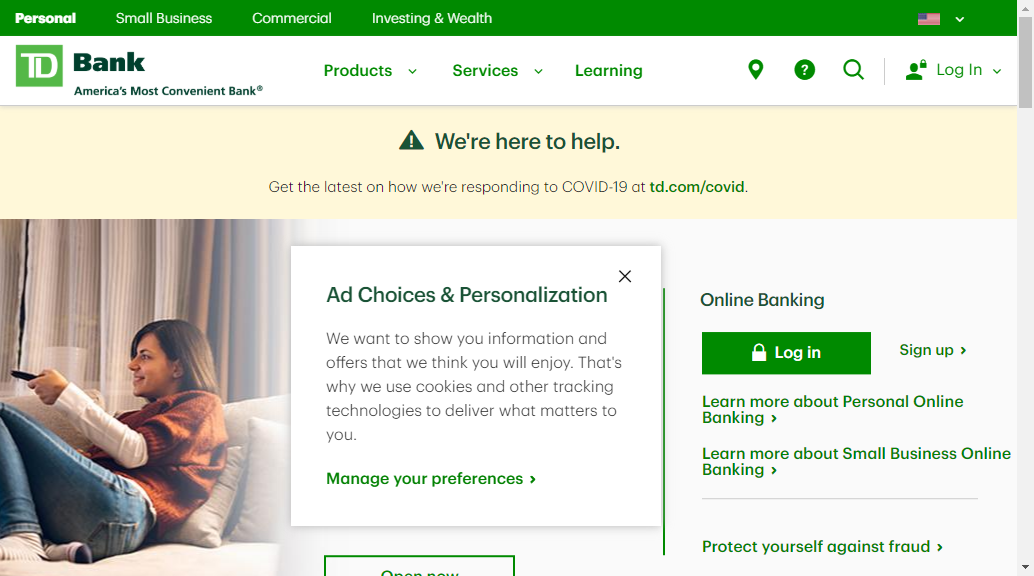 Personal Small Business Commercial Investing & Wealth
TD Bank
America's Most Convenient Bank®
Products Services Learning ? Log In
We're here to help.
Get the latest on how we're responding to COVID-19 at td.com/covid.
Ad Choices & Personalization
We want to show you information and
offers that we think you will enjoy. That's
why we use cookies and other tracking
technologies to deliver what matters to
you.
Manage your preferences ›
Open now
Online Banking
Log in Sign up ›
Learn more about Personal Online
Banking ›
Learn more about Small Business Online
Banking ›
Protect yourself against fraud ›